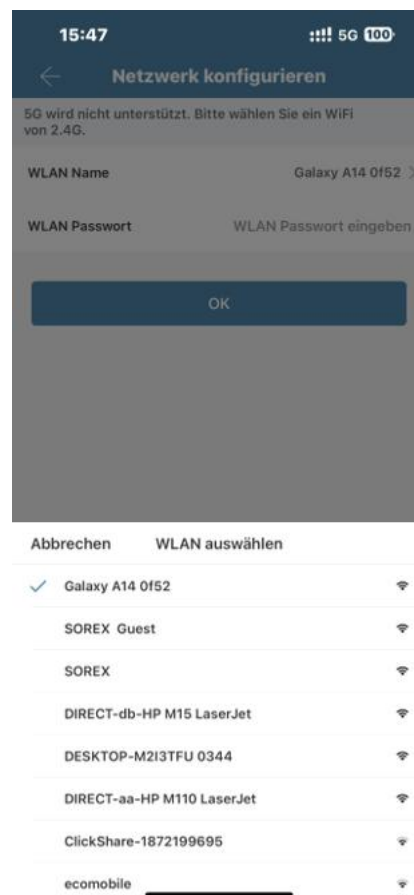 15:47 5G 100
Netzwerk konfigurieren
5G wird nicht unterstützt. Bitte wählen Sie ein WiFi
von 2.4G.
WLAN Name Galaxy A14 0f52
WLAN Passwort WLAN Passwort eingeben
OK
Abbrechen WLAN auswählen
Galaxy A14 0f52
SOREX Guest
SOREX
DIRECT-db-HP M15 LaserJet
DESKTOP-M2I3TFU 0344
DIRECT-aa-HP M110 LaserJet
ClickShare-1872199695
ecomobile